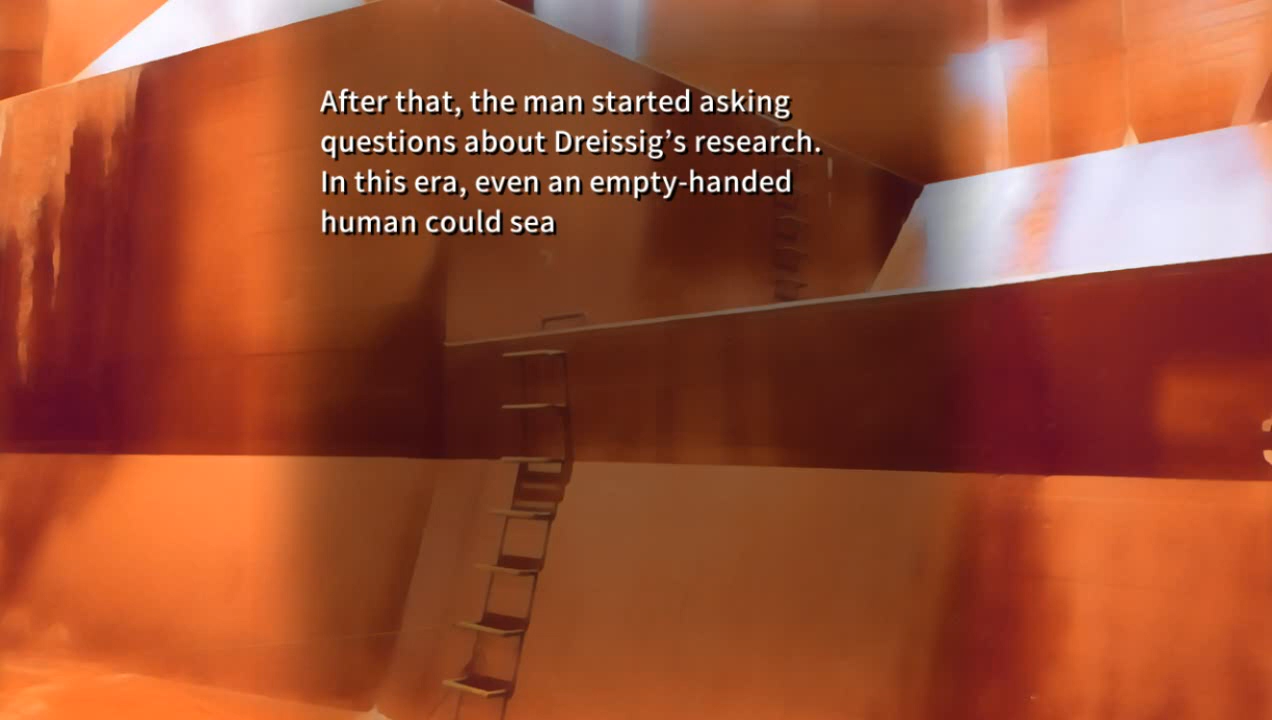 After that, the man started asking
questions about Dreissig’s research.
In this era, even an empty-handed
human could sea